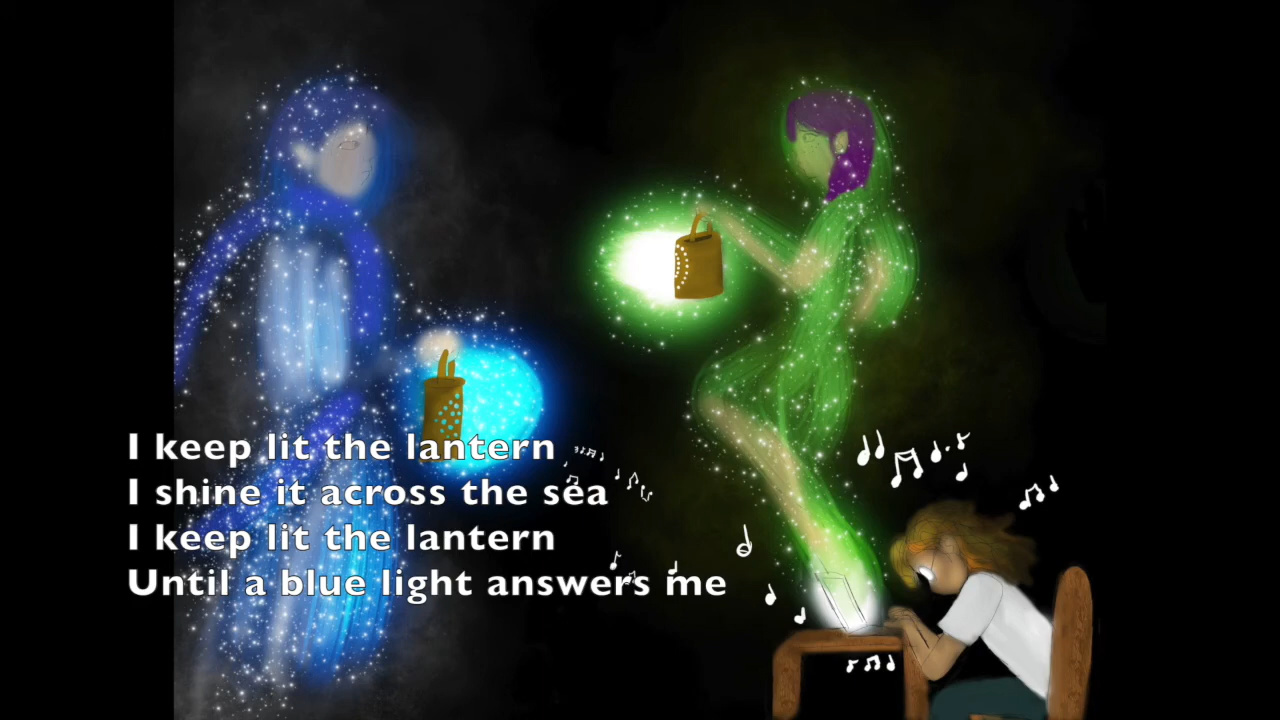 I keep lit the lantern
I shine it across the sea
I keep lit the lantern
Until a blue light answers me